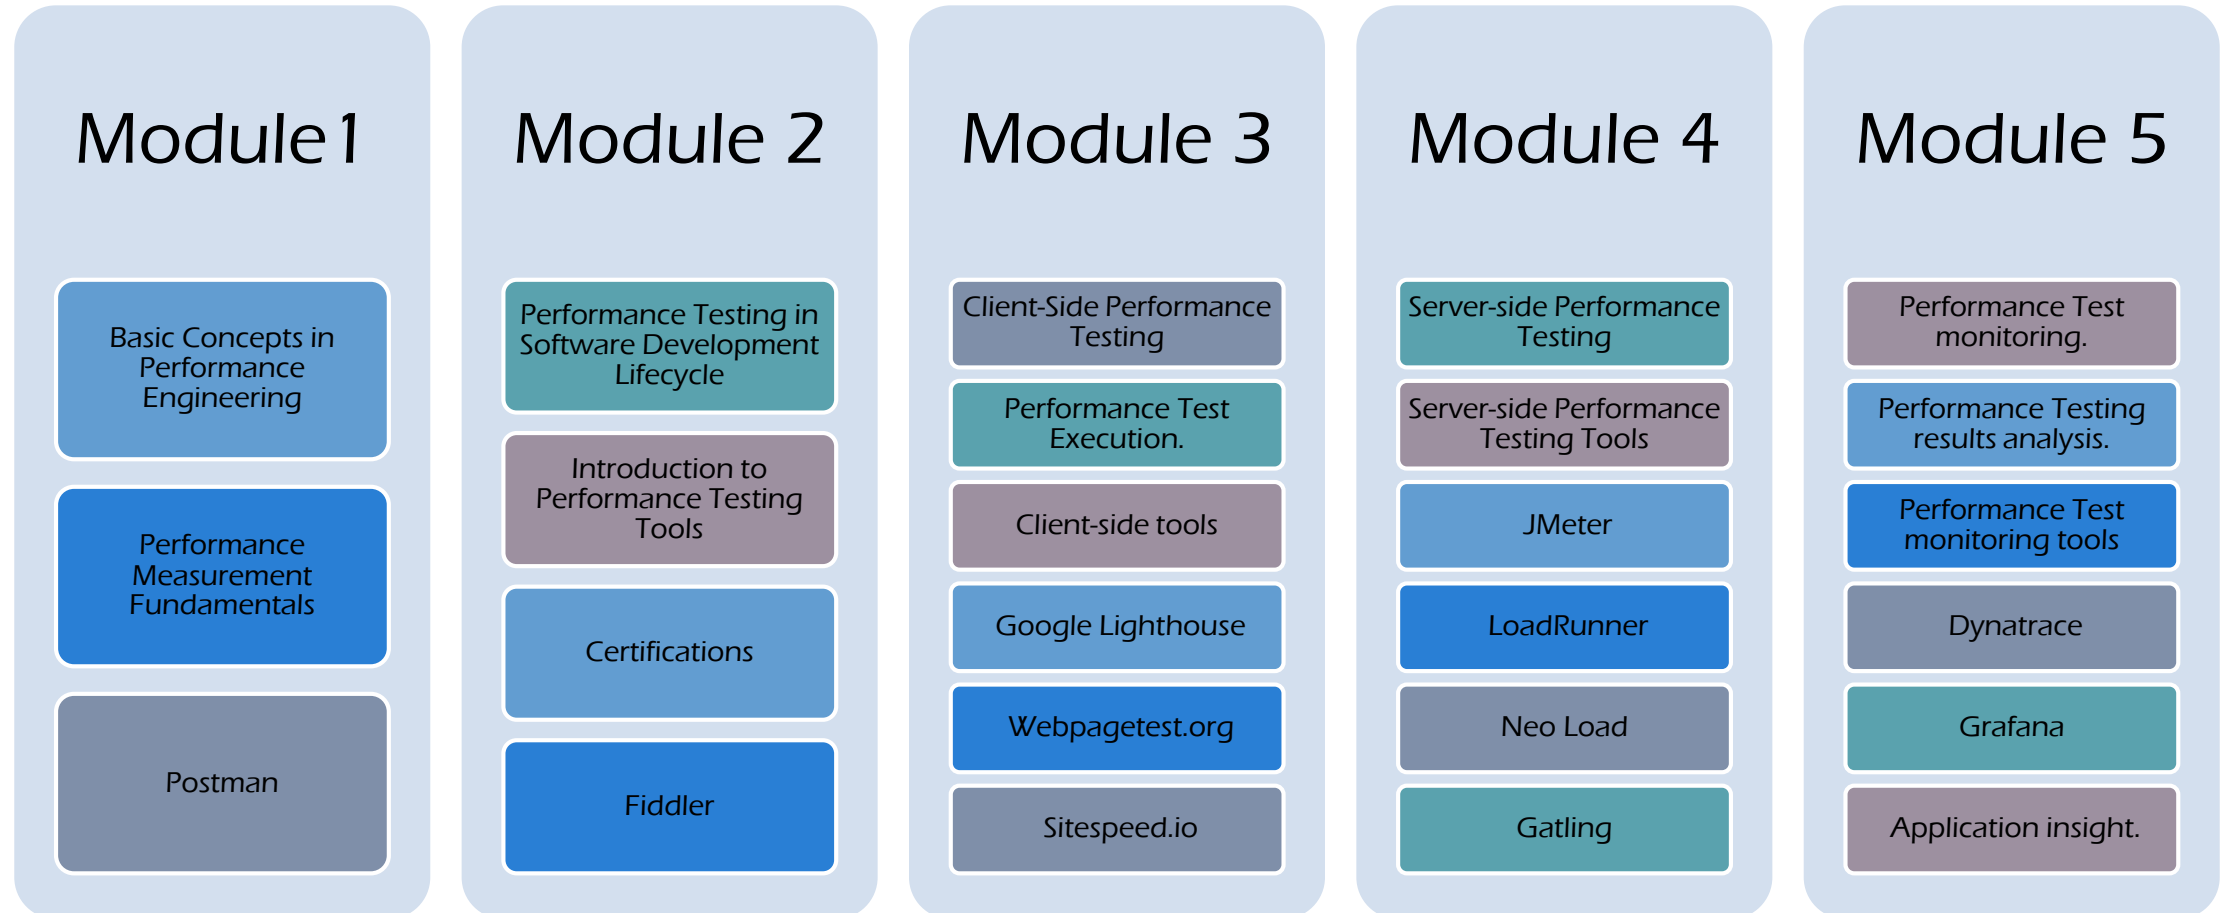 Module1
Basic Concepts in
Performance
Engineering
Performance
Measurement
Fundamentals
Postman
Module 2
Performance Testing in
Software Development
Lifecycle
Introduction to
Performance Testing
Tools
Certifications
Fiddler
Module 3
Client-Side Performance
Testing
Performance Test
Execution.
Client-side tools
Google Lighthouse
Webpagetest.org
Sitespeed.io
Module 4
Server-side Performance
Testing
Server-side Performance
Testing Tools
JMeter
LoadRunner
Neo Load
Gatling
Module 5
Performance Test
monitoring.
Performance Testing
results analysis.
Performance Test
monitoring tools
Dynatrace
Grafana
Application insight.